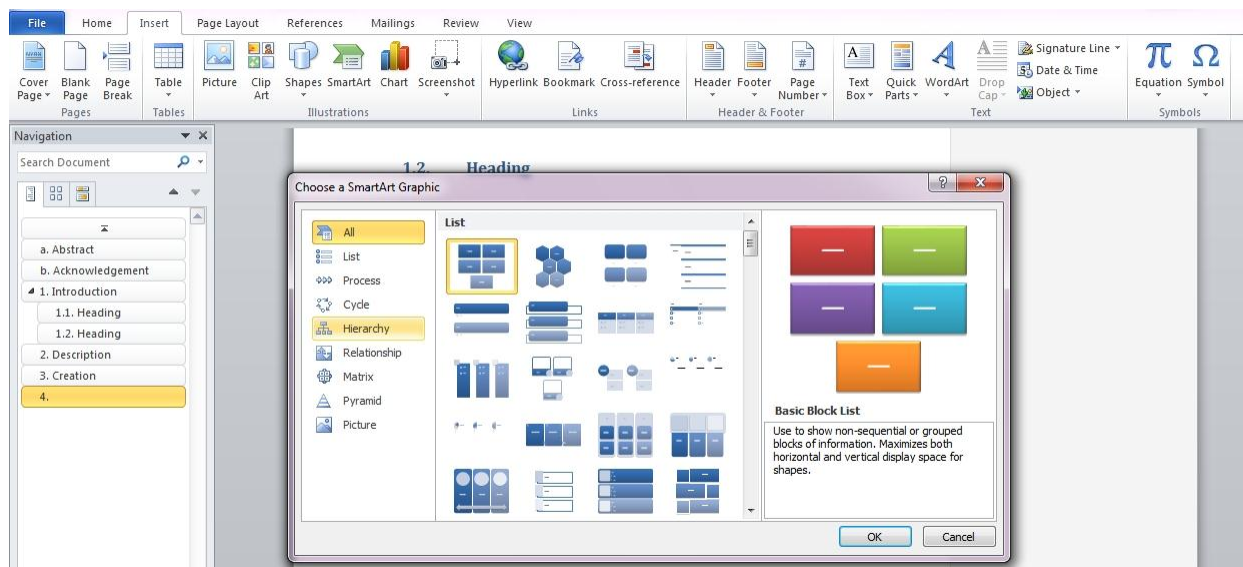 File Home Insert Page Layout References Mailings Review View
Cover Page Blank Page Page Break Table Picture Clip Art Shapes SmartArt Chart Screenshot Hyperlink Bookmark Cross-reference Header Footer Page Number Text Box Quick Parts WordArt Drop Cap Signature Line Equation Symbol
Date & Time
Object
Pages Tables Illustrations Links Header & Footer Text Symbols
Navigation
Search Document
a. Abstract
b. Acknowledgement
1. Introduction
1.1. Heading
1.2. Heading
2. Description
3. Creation
4.
1.2. Heading
Choose a SmartArt Graphic
All
List
Process
Cycle
Hierarchy
Relationship
Matrix
Pyramid
Picture
List
Basic Block List
Use to show non-sequential or grouped
blocks of information. Maximizes both
horizontal and vertical display space for
shapes.
OK Cancel